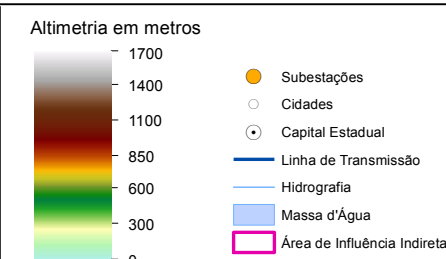 Altimetria em metros
1700
1400
1100
850
600
300
0
Subestações
Cidades
Capital Estadual
Linha de Transmissão
Hidrografia
Massa d'Água
Área de Influência Indireta